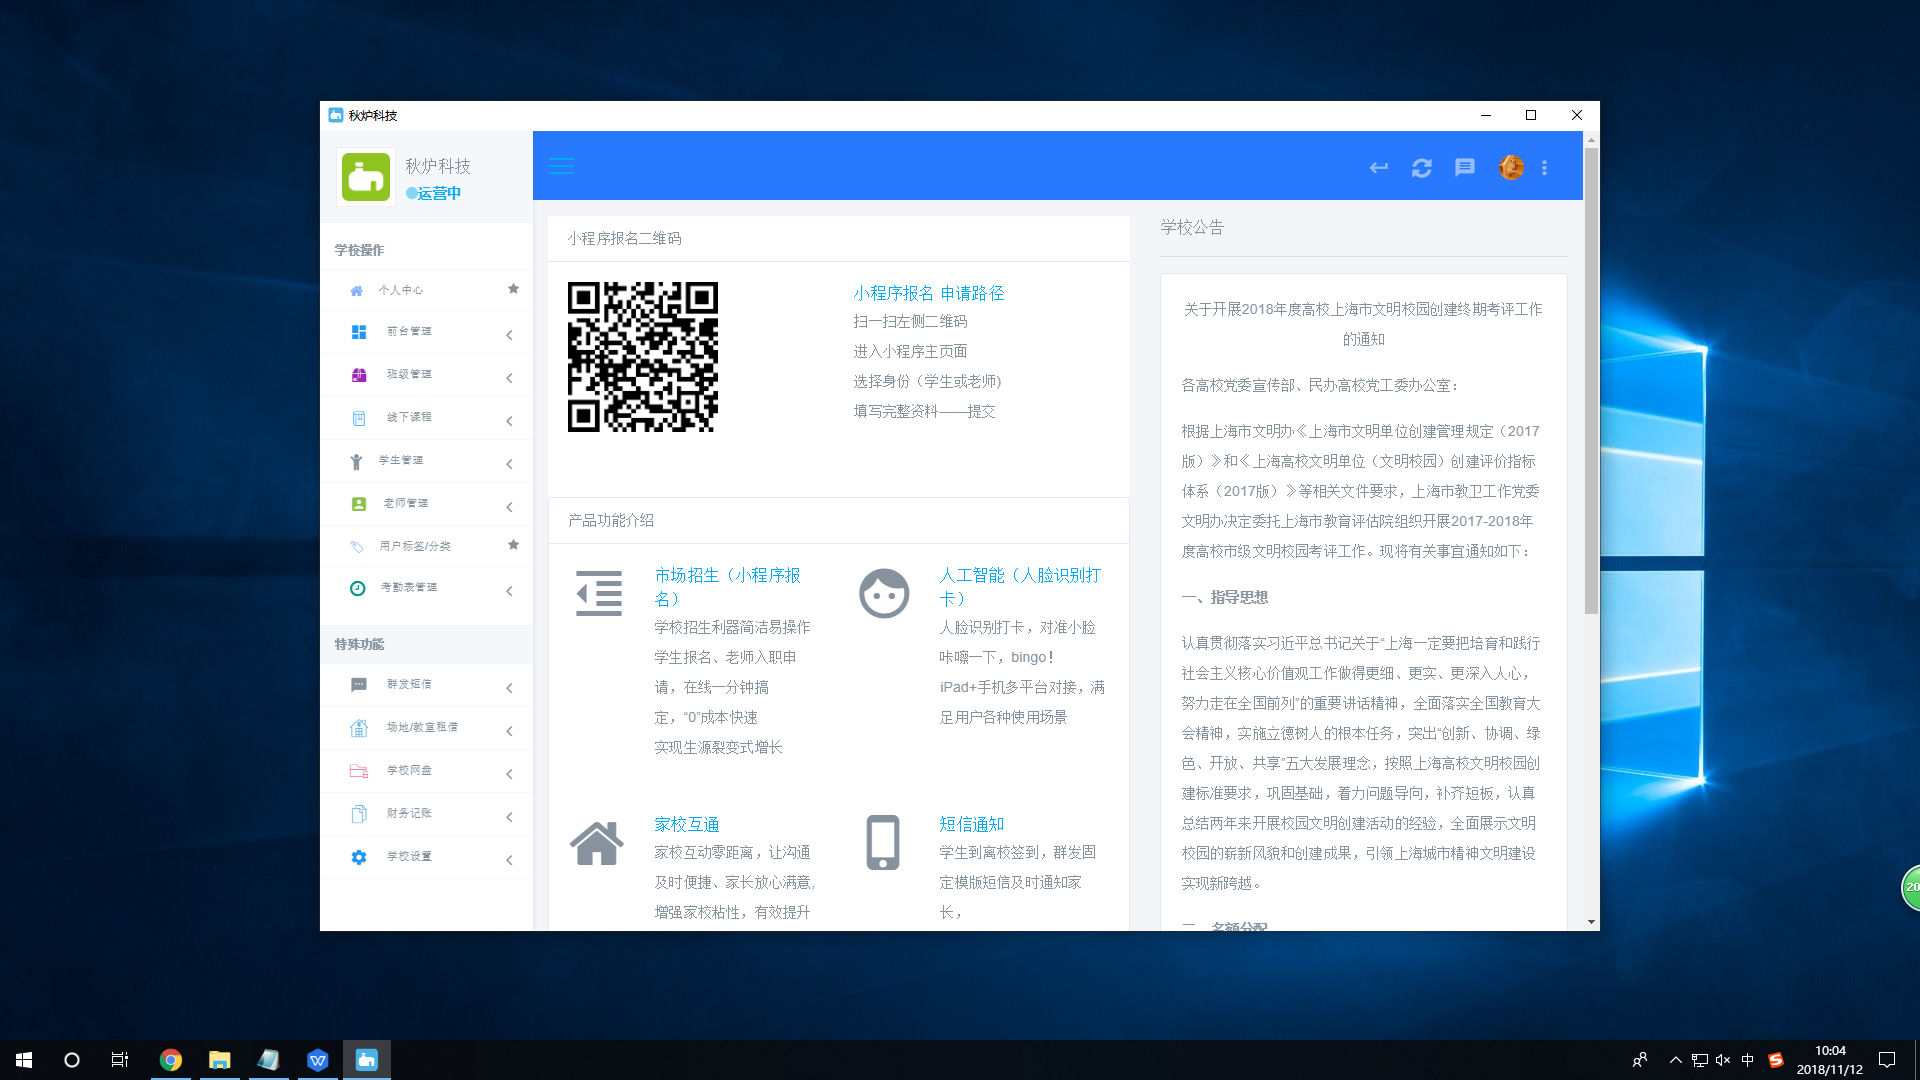 秋炉科技
秋炉科技
运营中
学校操作
个人中心
前台管理
班级管理
线下课程
学生管理
老师管理
用户标签/分类
考勤表管理
特殊功能
群发短信
场地/教室租借
学校网盘
财务记账
学校设置
小程序报名二维码
小程序报名 申请路径
扫一扫左侧二维码
进入小程序主页面
选择身份（学生或老师)
填写完整资料——提交
产品功能介绍
市场招生（小程序报
名）
学校招生利器简洁易操作
学生报名、老师入职申
请，在线一分钟搞
定，“0”成本快速
实现生源裂变式增长
人工智能（人脸识别打
卡）
人脸识别打卡，对准小脸
咔嚓一下，bingo！
iPad+手机多平台对接，满
足用户各种使用场景
家校互通
家校互动零距离，让沟通
及时便捷、家长放心满意,
增强家校粘性，有效提升
短信通知
学生到离校签到，群发固
定模版短信及时通知家
长，
学校公告
关于开展2018年度高校上海市文明校园创建终期考评工作
的通知
各高校党委宣传部、民办高校党工委办公室：
根据上海市文明办《上海市文明单位创建管理规定（2017
版）》和《上海高校文明单位（文明校园）创建评价指标
体系（2017版）》等相关文件要求，上海市教卫工作党委
文明办决定委托上海市教育评估院组织开展2017-2018年
度高校市级文明校园考评工作。现将有关事宜通知如下：
一、指导思想
认真贯彻落实习近平总书记关于“上海一定要把培育和践行
社会主义核心价值观工作做得更细、更实、更深入人心，
努力走在全国前列”的重要讲话精神，全面落实全国教育大
会精神，实施立德树人的根本任务，突出“创新、协调、绿
色、开放、共享”五大发展理念，按照上海高校文明校园创
建标准要求，巩固基础，着力问题导向，补齐短板，认真
总结两年来开展校园文明创建活动的经验，全面展示文明
校园的崭新风貌和创建成果，引领上海城市精神文明建设
实现新跨越。
二、名额分配
20
中
10:04
2018/11/12